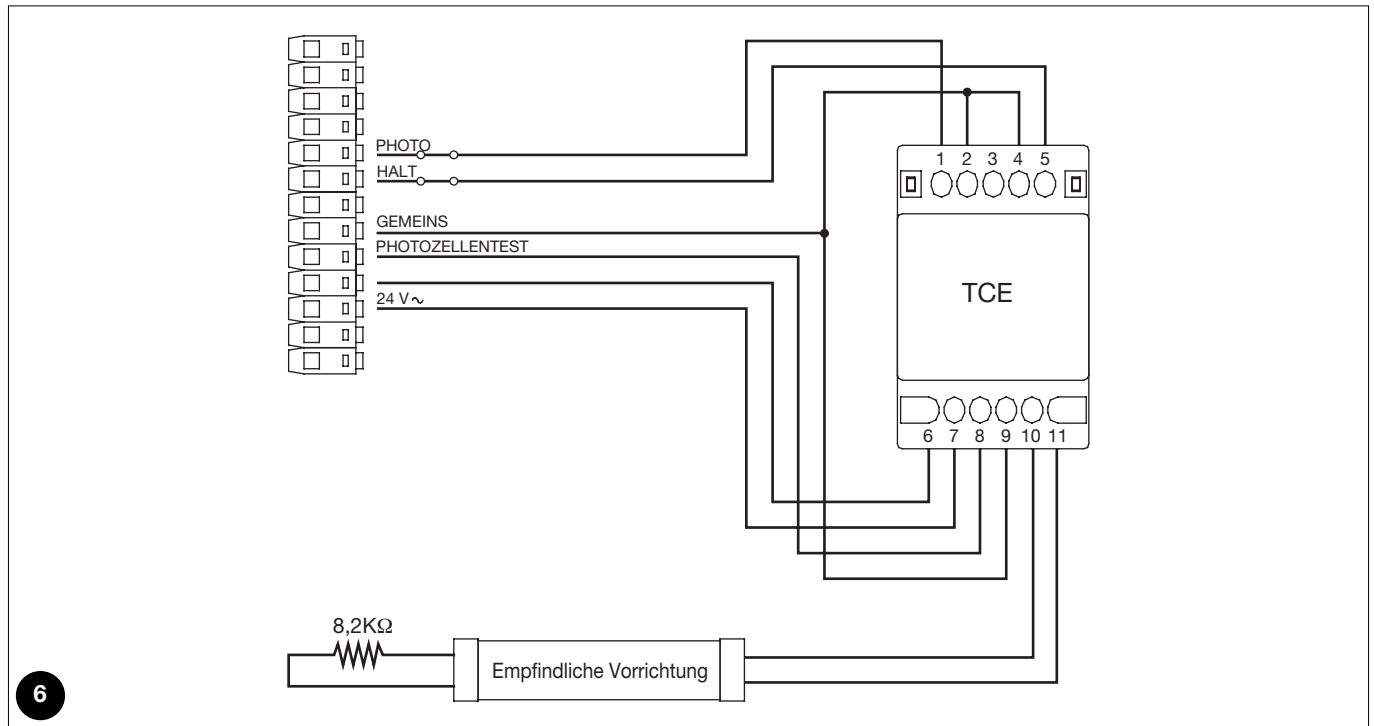 PHOTO
HALT
GEMEINS
PHOTOZELLENTEST
24 V ~
1 2 3 4 5
TCE
6 7 8 9 10 11
8,2KΩ
Empfindliche Vorrichtung
6